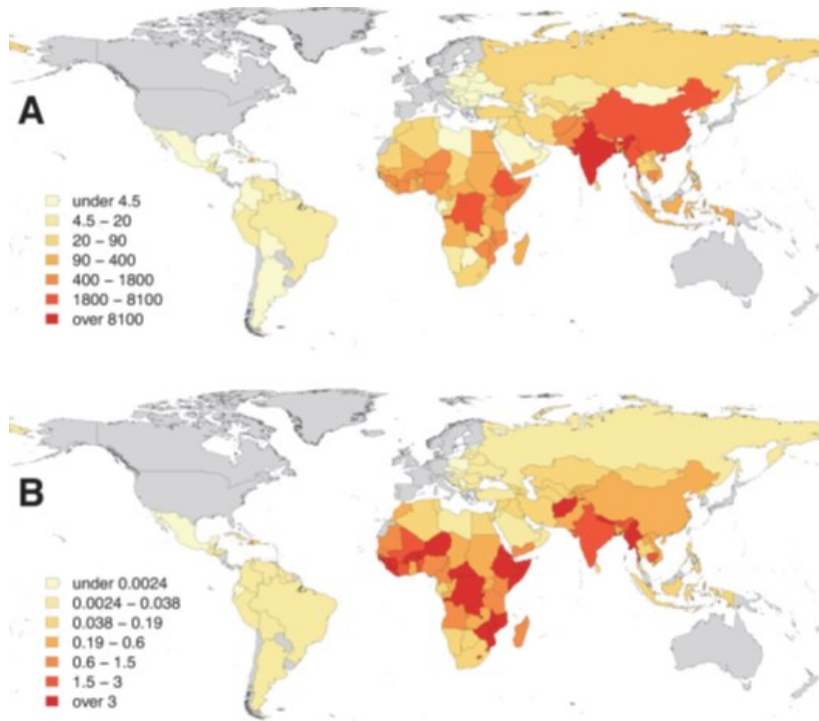 A
under 4.5
4.5 – 20
20 – 90
90 – 400
400 – 1800
1800 – 8100
over 8100
B
under 0.0024
0.0024 – 0.038
0.038 – 0.19
0.19 – 0.6
0.6 – 1.5
1.5 – 3
over 3